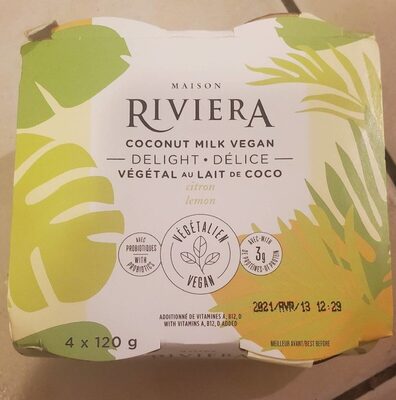 MAISON
RIVIERA
COCONUT MILK VEGAN
DELIGHT • DÉLICE
VÉGÉTAL AU LAIT DE COCO
citron
lemon
AVEC
PROBIOTIQUES
WITH
PROBIOTICS
VÉGÉTALIEN
VEGAN
AVEC-WITH
3g
DE PROTÉINES-OF PROTEIN
2021/AVR/13 12:29
ADDITIONNÉ DE VITAMINES A, B12, D
WITH VITAMINS A, B12, D ADDED
4 x 120 g
MEILLEUR AVANT/BEST BEFORE